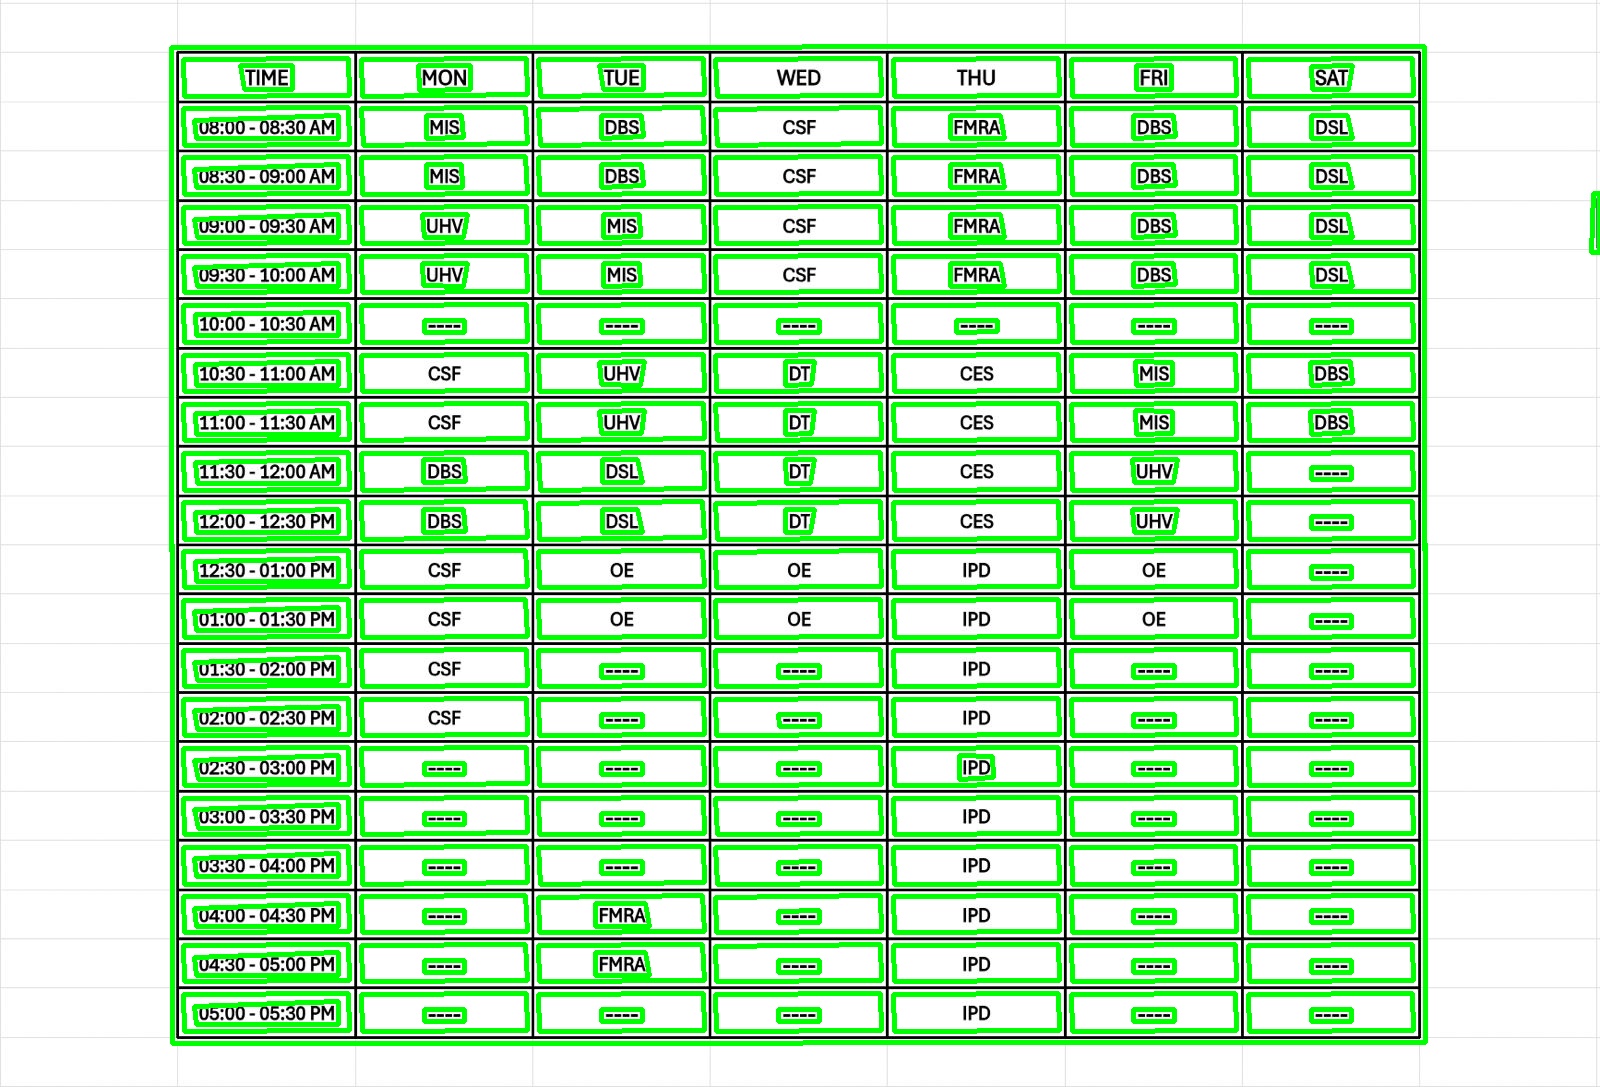 TIME MON TUE WED THU FRI SAT
08:00 - 08:30 AM MIS DBS CSF FMRA DBS DSL
08:30 - 09:00 AM MIS DBS CSF FMRA DBS DSL
09:00 - 09:30 AM UHV MIS CSF FMRA DBS DSL
09:30 - 10:00 AM UHV MIS CSF FMRA DBS DSL
10:00 - 10:30 AM ---- ---- ---- ---- ---- ----
10:30 - 11:00 AM CSF UHV DT CES MIS DBS
11:00 - 11:30 AM CSF UHV DT CES MIS DBS
11:30 - 12:00 AM DBS DSL DT CES UHV ----
12:00 - 12:30 PM DBS DSL DT CES UHV ----
12:30 - 01:00 PM CSF OE OE IPD OE ----
01:00 - 01:30 PM CSF OE OE IPD OE ----
01:30 - 02:00 PM CSF ---- ---- IPD ---- ----
02:00 - 02:30 PM CSF ---- ---- IPD ---- ----
02:30 - 03:00 PM ---- ---- ---- IPD ---- ----
03:00 - 03:30 PM ---- ---- ---- IPD ---- ----
03:30 - 04:00 PM ---- ---- ---- IPD ---- ----
04:00 - 04:30 PM ---- FMRA ---- IPD ---- ----
04:30 - 05:00 PM ---- FMRA ---- IPD ---- ----
05:00 - 05:30 PM ---- ---- ---- IPD ---- ----